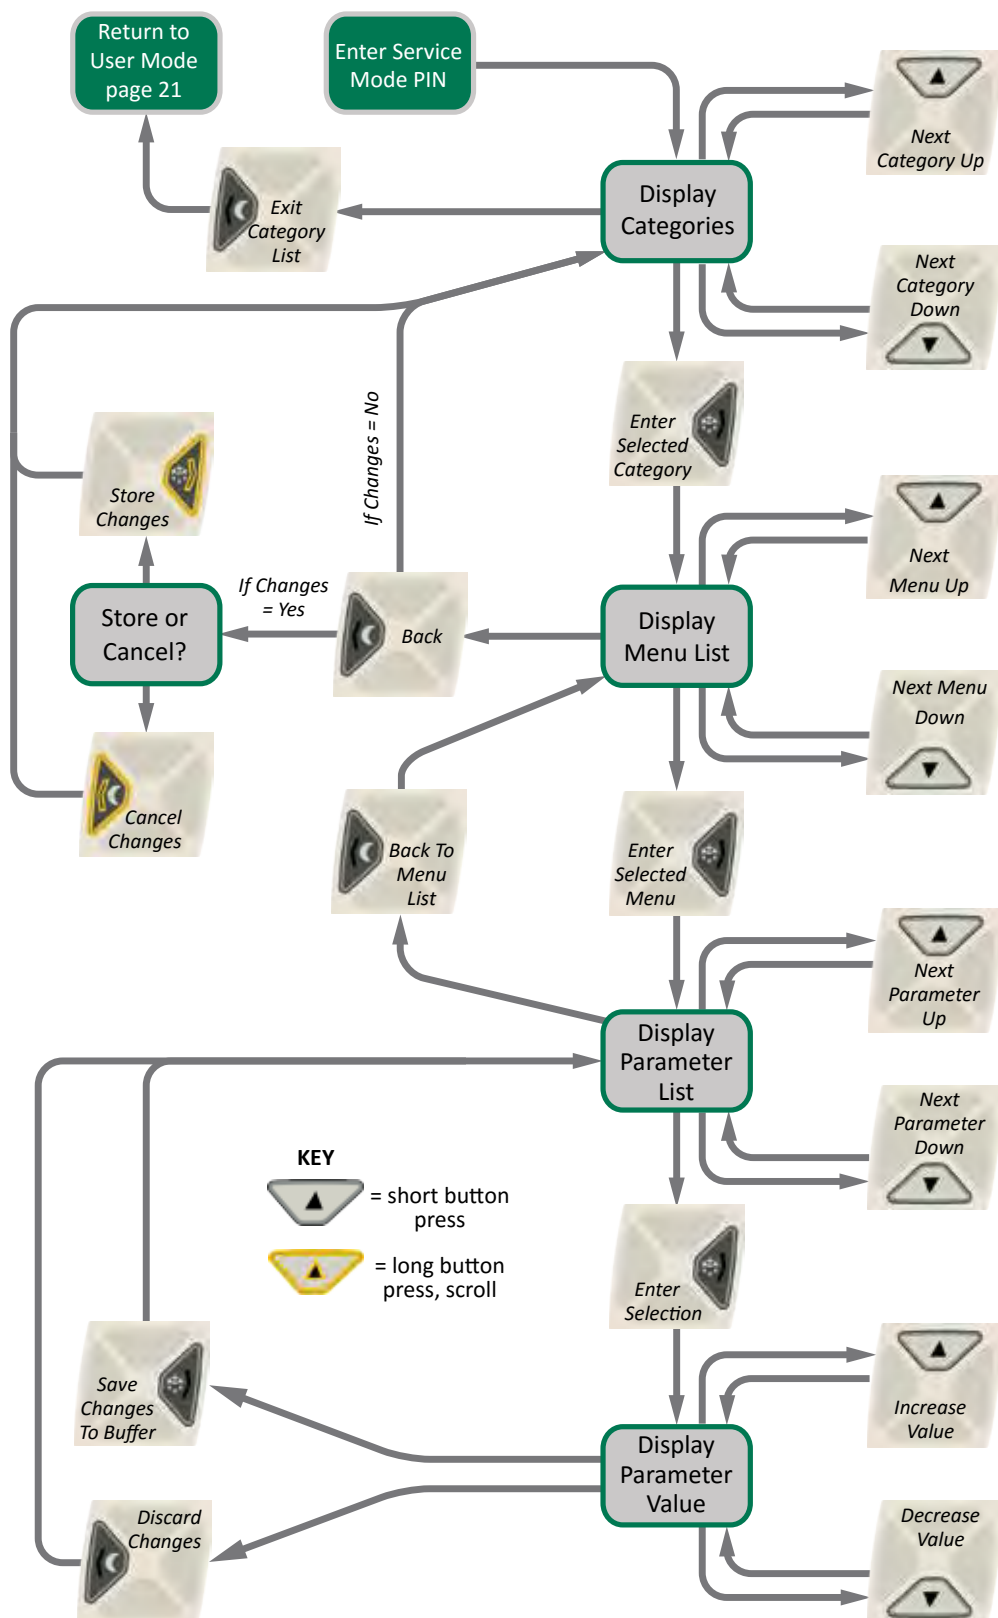 Return to
User Mode
page 21
Enter Service
Mode PIN
Next
Category Up
Display
Categories
Exit
Category
List
Next
Category
Down
If Changes = No
Enter
Selected
Category
Store
Changes
Next
Menu Up
If Changes
= Yes
Store or
Cancel?
Back
Display
Menu List
Next Menu
Down
Cancel
Changes
Back To
Menu
List
Enter
Selected
Menu
Next
Parameter
Up
Display
Parameter
List
Next
Parameter
Down
KEY
= short button
press
= long button
press, scroll
Enter
Selection
Save
Changes
To Buffer
Increase
Value
Display
Parameter
Value
Discard
Changes
Decrease
Value